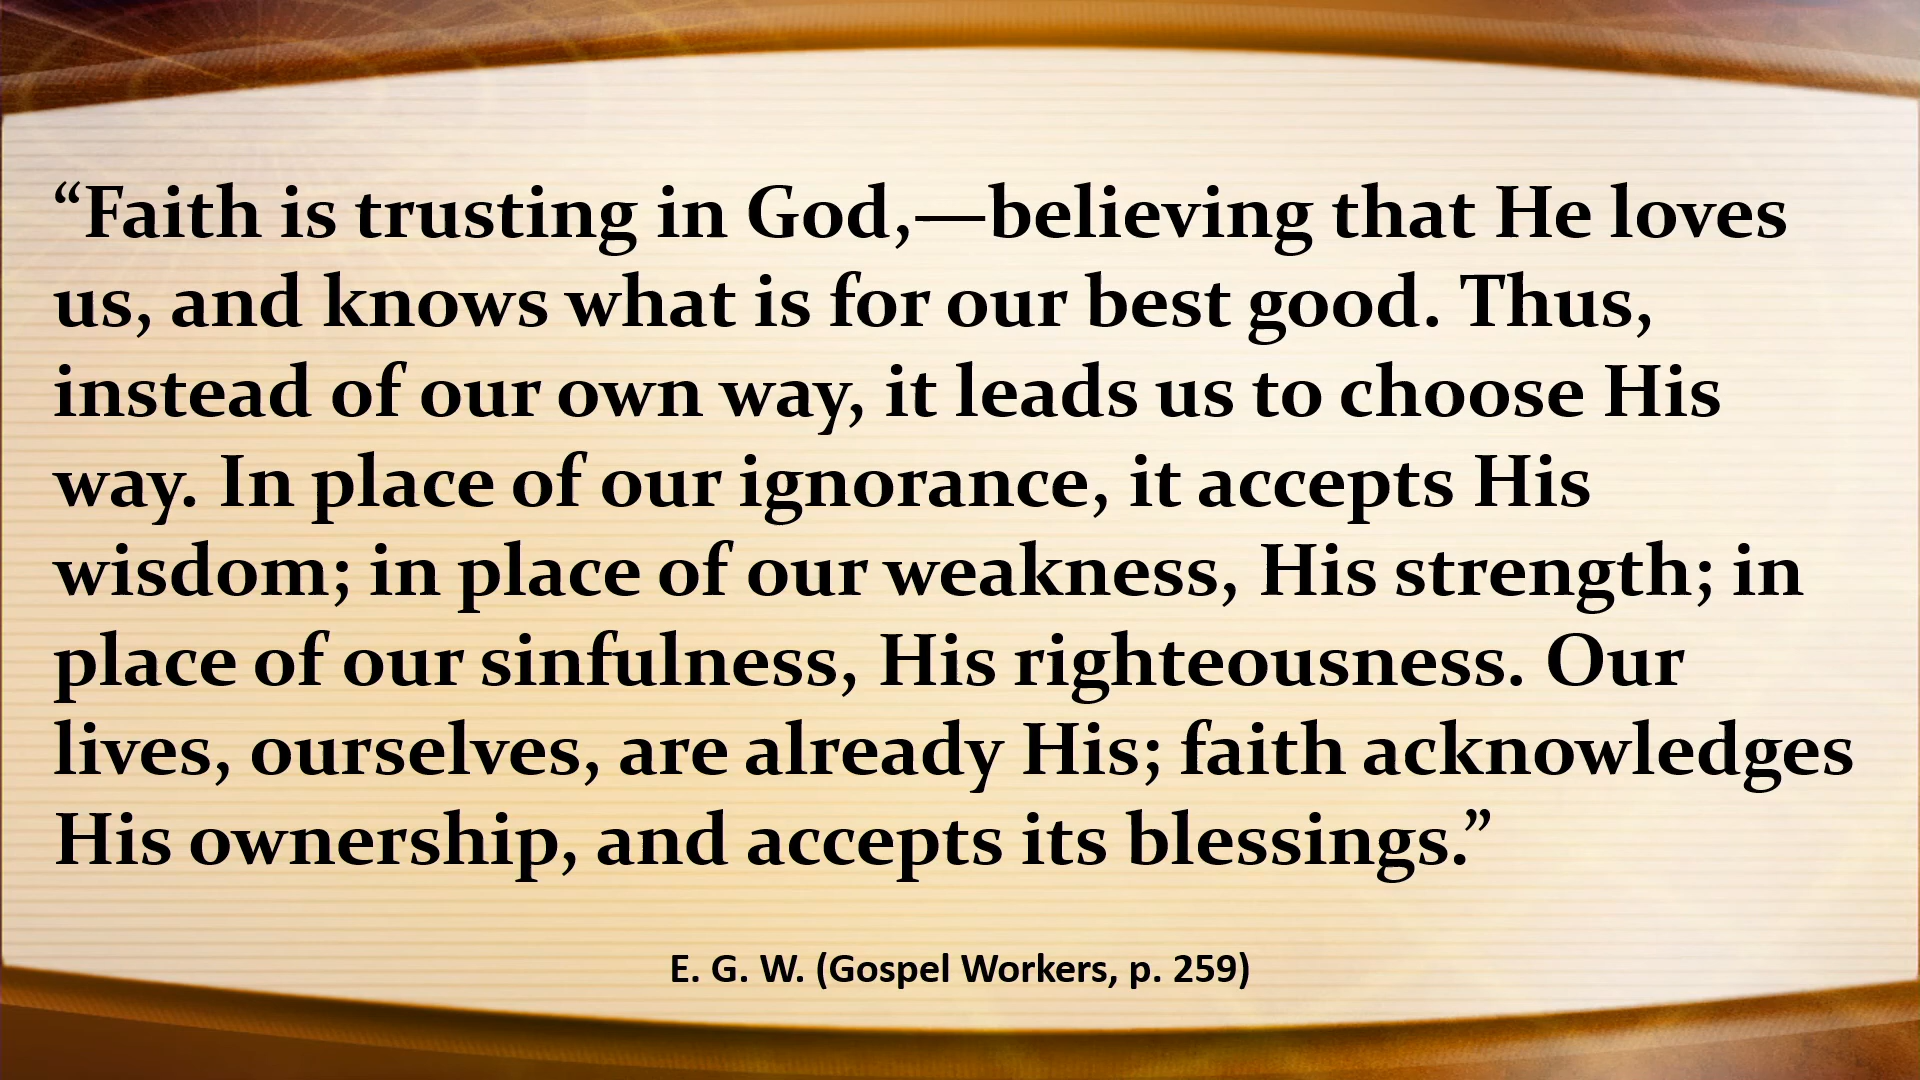 “Faith is trusting in God,—believing that He loves
us, and knows what is for our best good. Thus,
instead of our own way, it leads us to choose His
way. In place of our ignorance, it accepts His
wisdom; in place of our weakness, His strength; in
place of our sinfulness, His righteousness. Our
lives, ourselves, are already His; faith acknowledges
His ownership, and accepts its blessings.”
E. G. W. (Gospel Workers, p. 259)